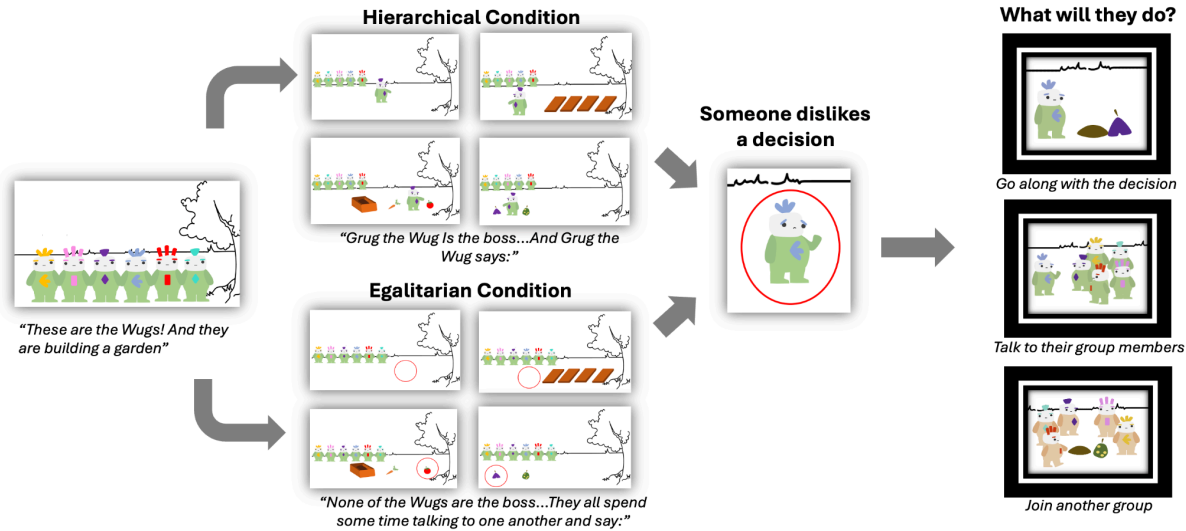 Hierarchical Condition
“Grug the Wug Is the boss...And Grug the
Wug says:”
“These are the Wugs! And they
are building a garden”
Egalitarian Condition
“None of the Wugs are the boss...They all spend
some time talking to one another and say:”
Someone dislikes
a decision
What will they do?
Go along with the decision
Talk to their group members
Join another group